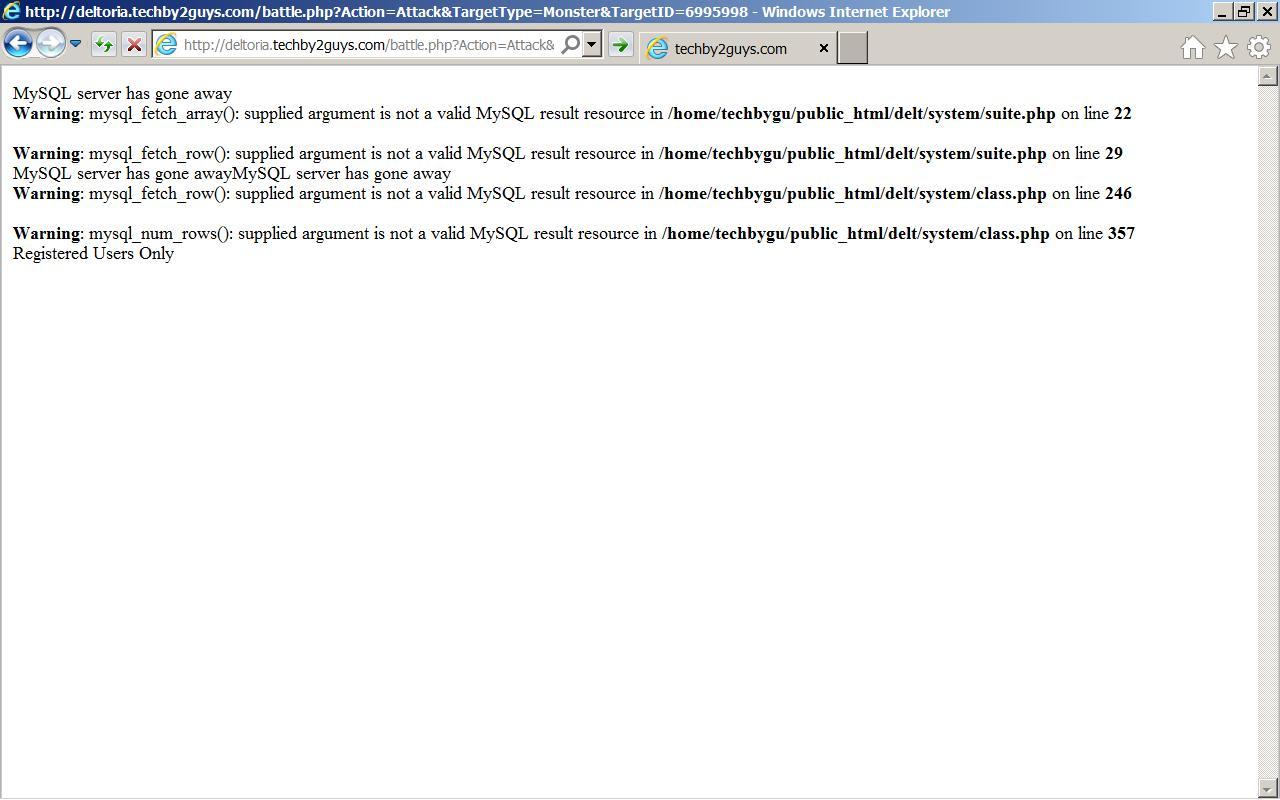 http://deltoria.techby2guys.com/battle.php?Action=Attack&TargetType=Monster&TargetID=6995998 - Windows Internet Explorer
http://deltoria.techby2guys.com/battle.php?Action=Attack& techby2guys.com
MySQL server has gone away
Warning: mysql_fetch_array(): supplied argument is not a valid MySQL result resource in /home/techbygu/public_html/delt/system/suite.php on line 22
Warning: mysql_fetch_row(): supplied argument is not a valid MySQL result resource in /home/techbygu/public_html/delt/system/suite.php on line 29
MySQL server has gone awayMySQL server has gone away
Warning: mysql_fetch_row(): supplied argument is not a valid MySQL result resource in /home/techbygu/public_html/delt/system/class.php on line 246
Warning: mysql_num_rows(): supplied argument is not a valid MySQL result resource in /home/techbygu/public_html/delt/system/class.php on line 357
Registered Users Only